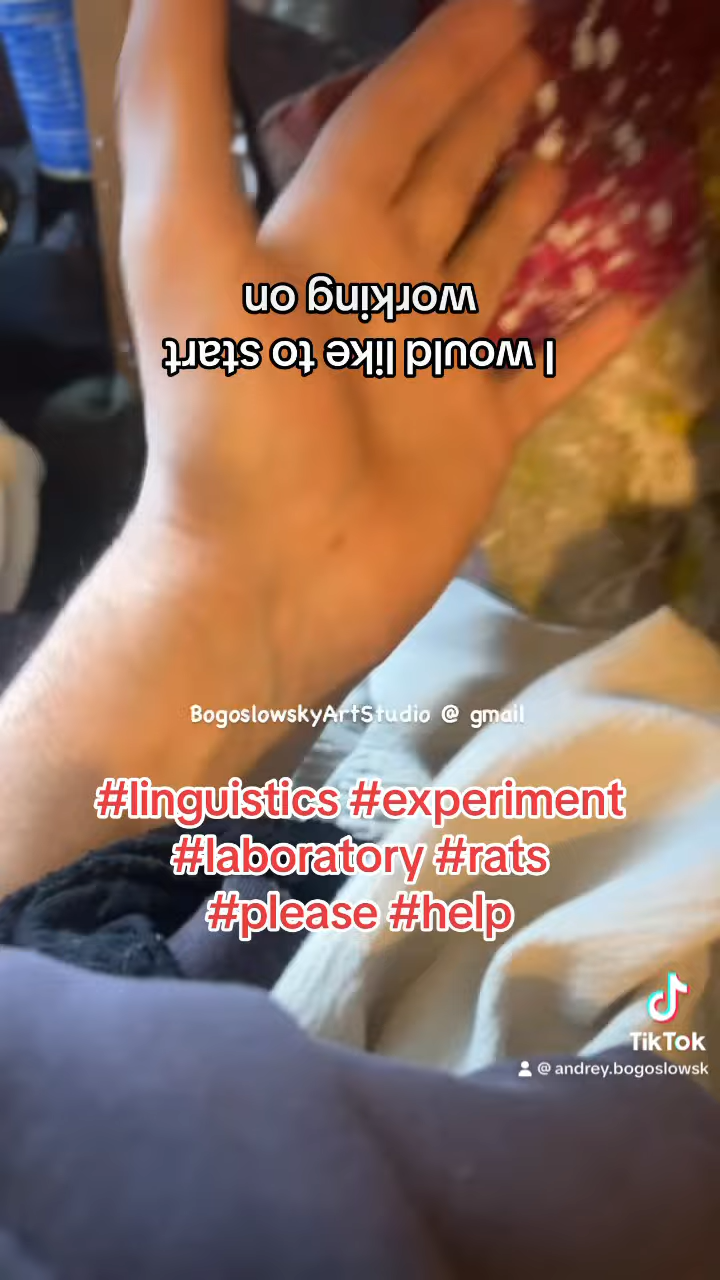 I would like to start
working on
BogoslowskyArtStudio @ gmail
#linguistics #experiment
#laboratory #rats
#please #help
TikTok
@ andrey.bogoslowsk